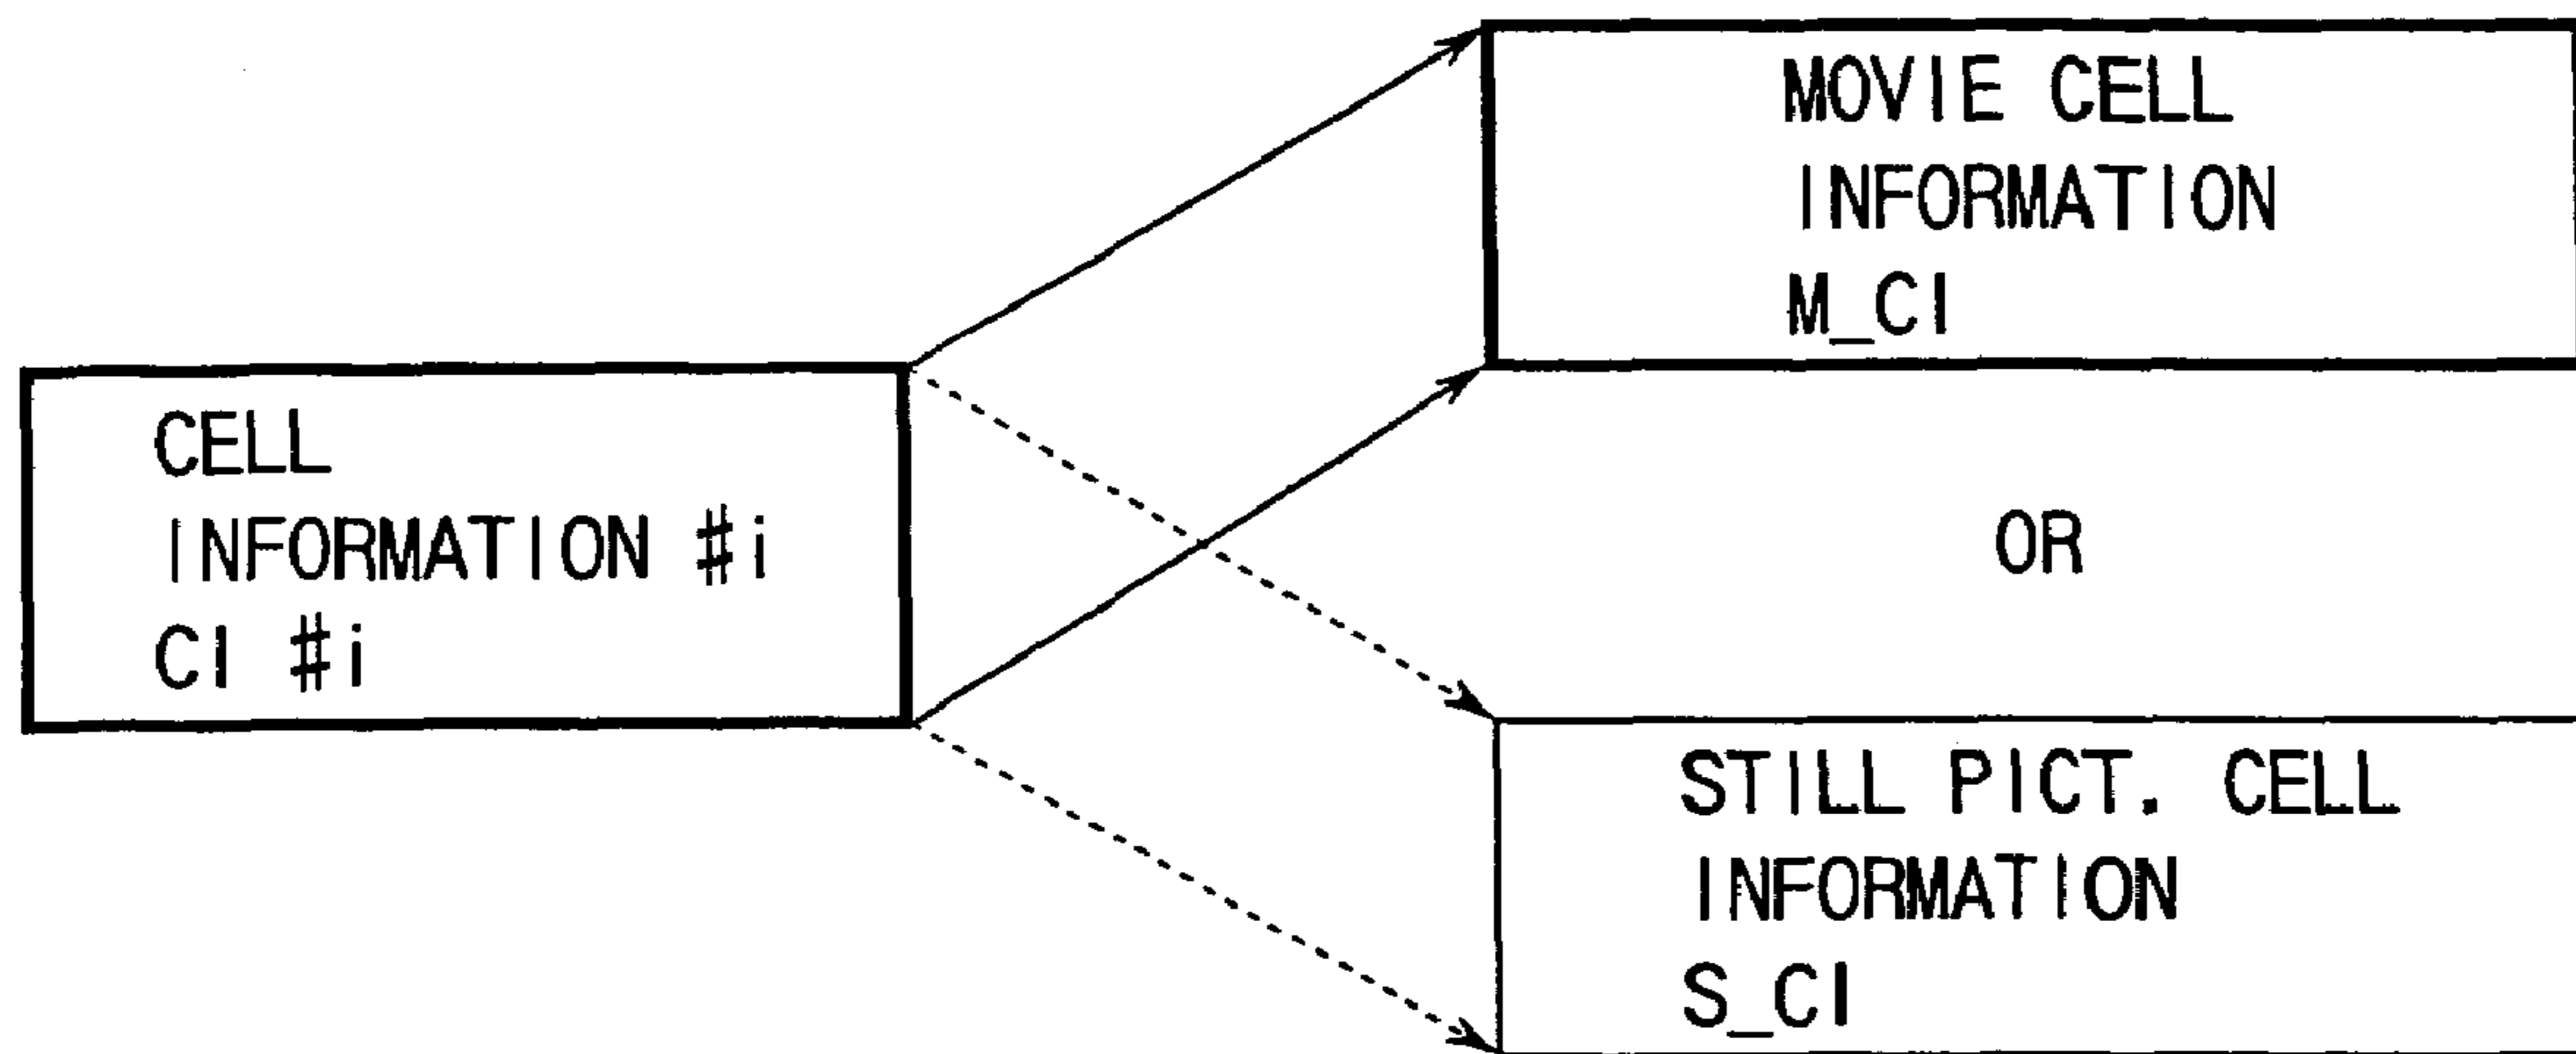 CELL
INFORMATION #i
CI #i
MOVIE CELL
INFORMATION
M_CI
OR
STILL PICT. CELL
INFORMATION
S_CI